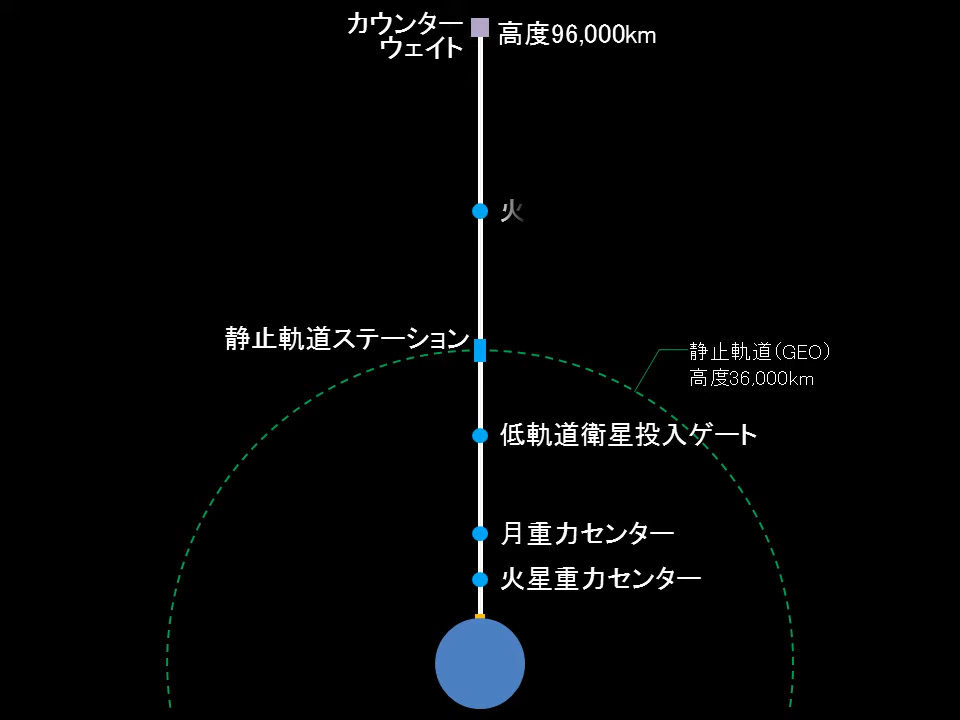 カウンター
ウェイト
高度96,000km
火
静止軌道ステーション
静止軌道(GEO)
高度36,000km
低軌道衛星投入ゲート
月重力センター
火星重力センター